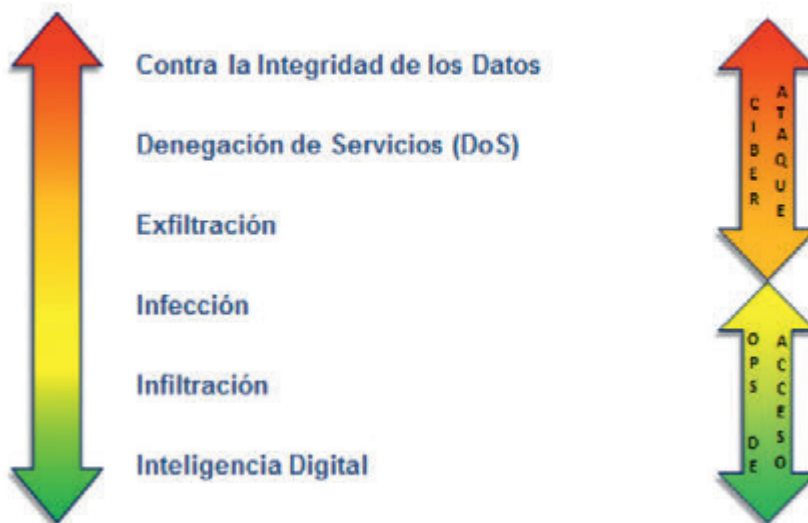 Contra la Integridad de los Datos
Denegación de Servicios (DoS)
Exfiltración
Infección
Infiltración
Inteligencia Digital
CIBER
ATAQUE
OPS DE
ACCESO